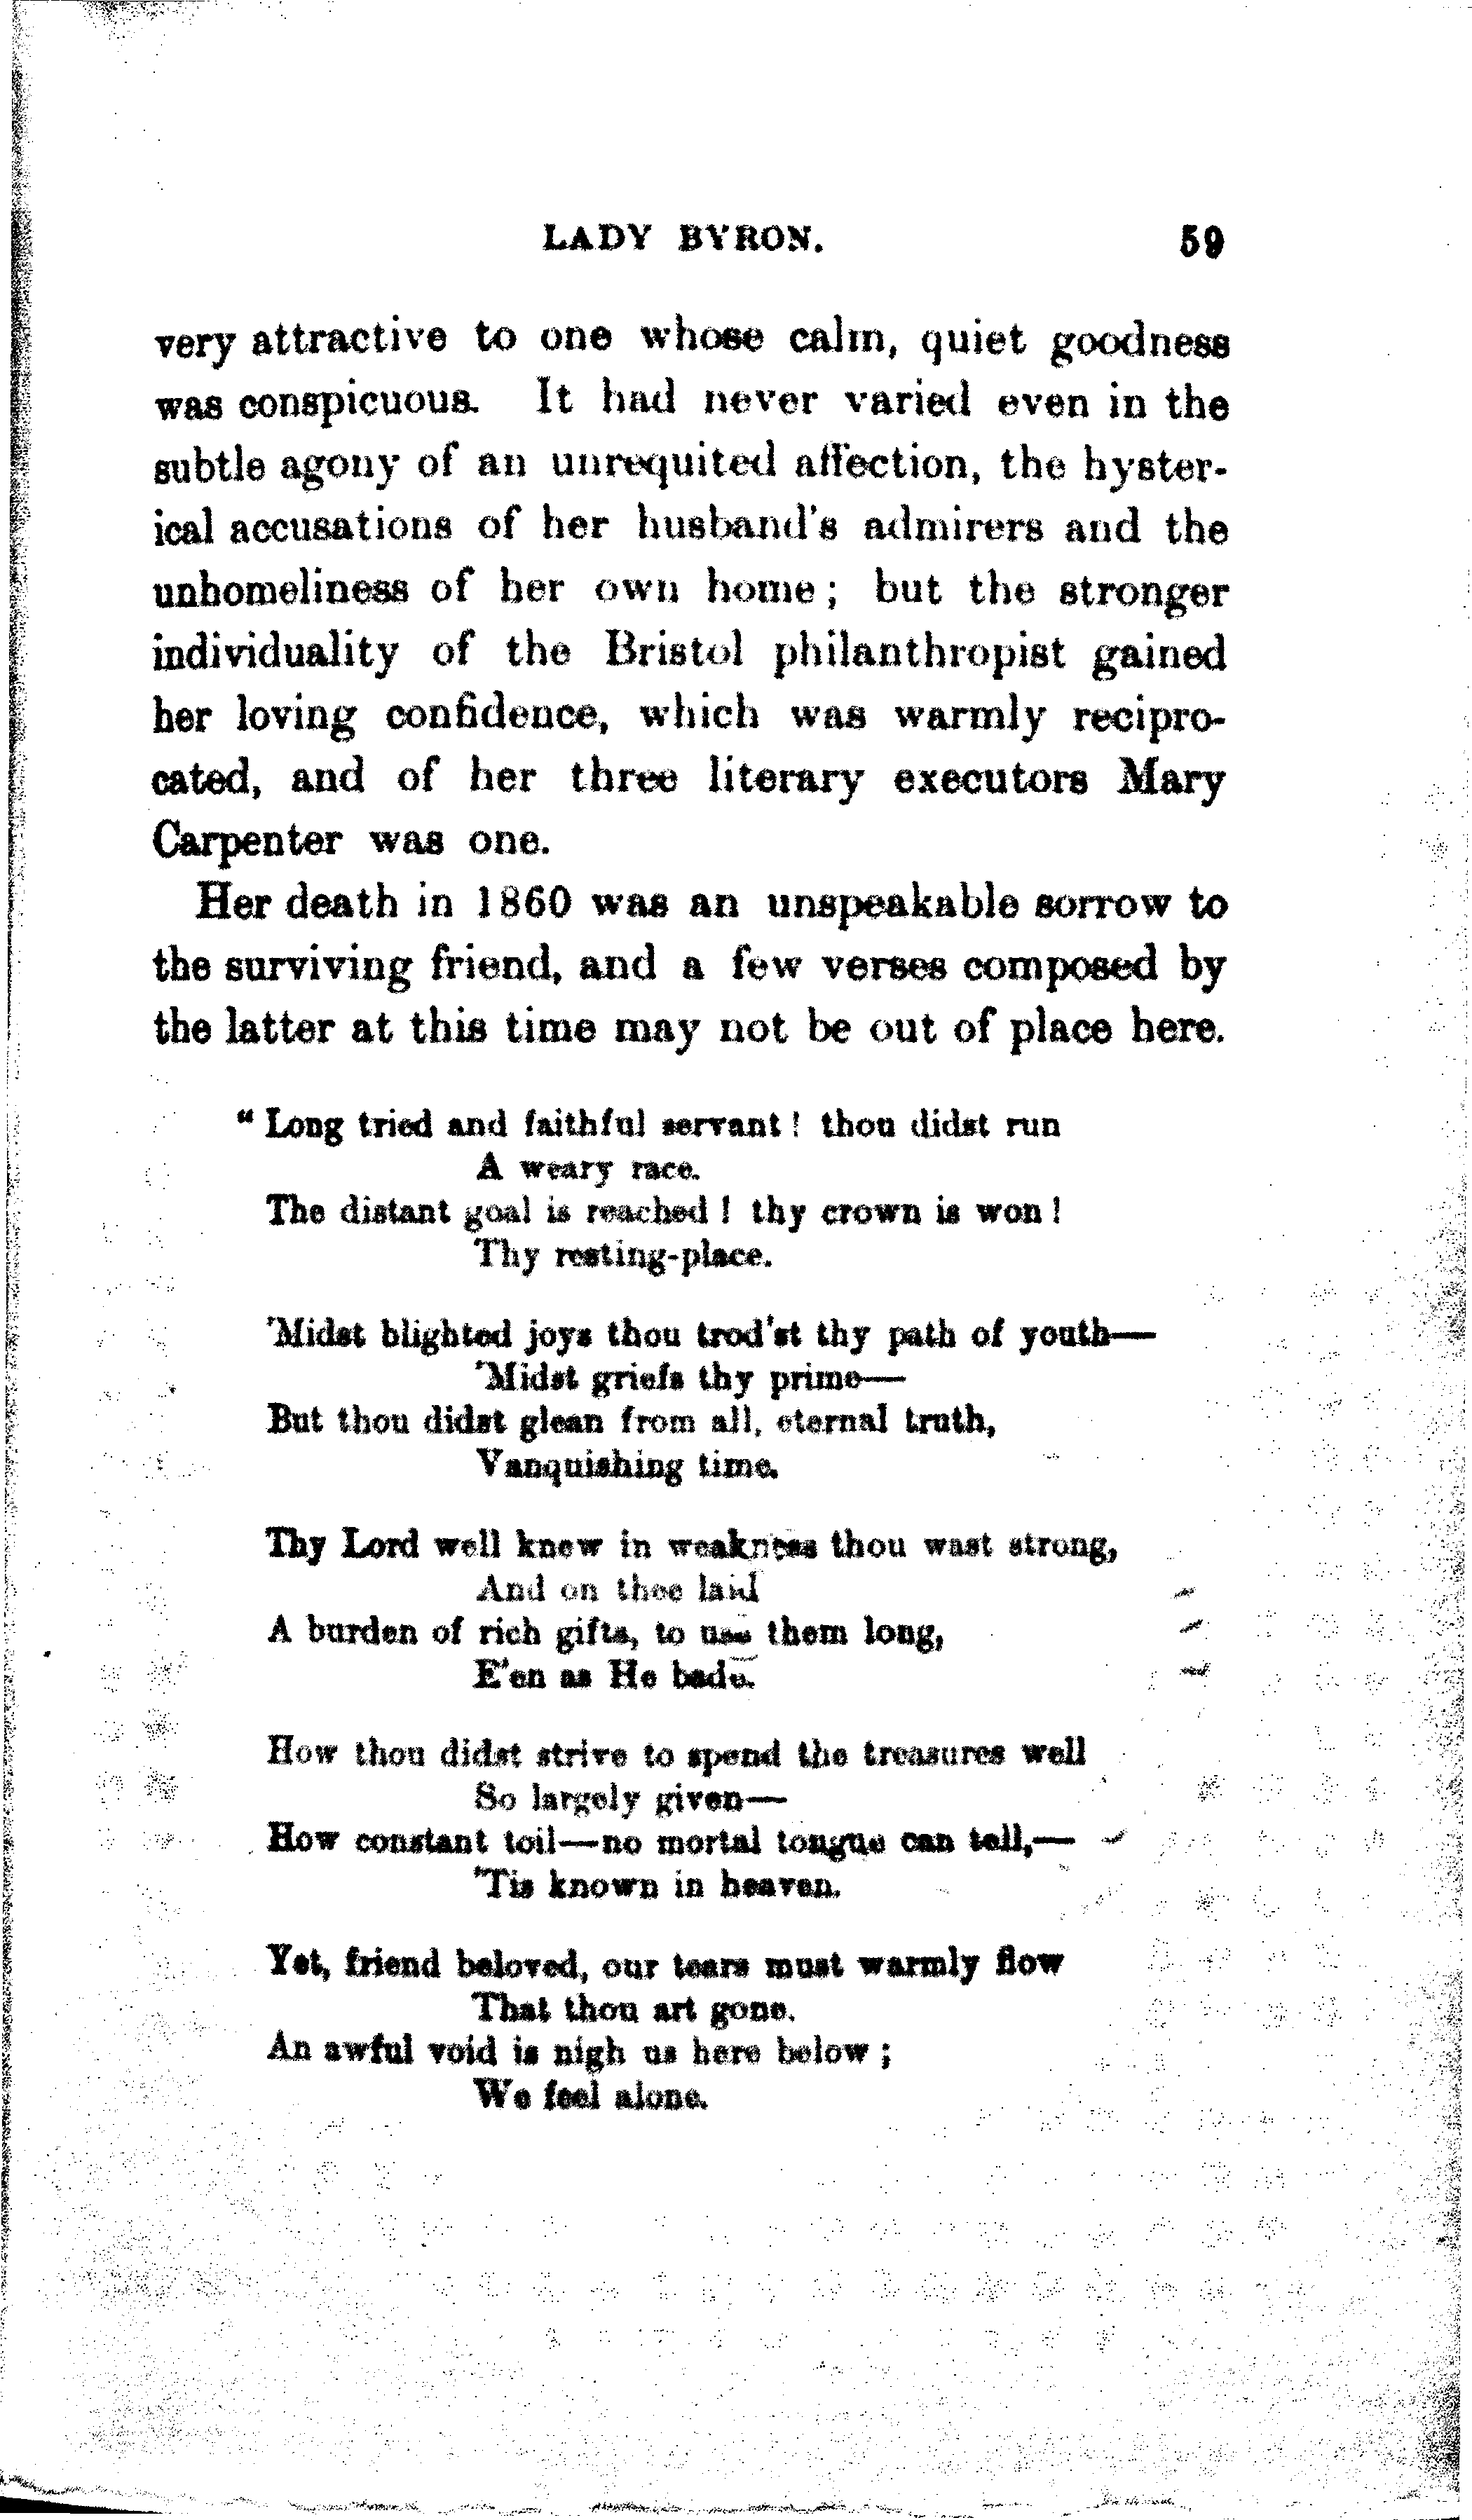 LADY BYRON. 59
very attractive to one whose calm, quiet goodness
was conspicuous. It had never varied even in the
subtle agony of an unrequited affection, the hyster-
ical accusations of her husband's admirers and the
unhomeliness of her own home; but the stronger
individuality of the Bristol philanthropist gained
her loving confidence, which was warmly recipro-
cated, and of her three literary executors Mary
Carpenter was one.
Her death in 1860 was an unspeakable sorrow to
the surviving friend, and a few verses composed by
the latter at this time may not be out of place here.
"Long tried and faithful servant! thou didst run
A weary race.
The distant goal is reached! thy crown is won!
Thy resting-place.
'Midst blighted joys thou trod'st thy path of youth—
'Midst griefs thy prime—
But thou didst glean from all, eternal truth,
Vanquishing time.
Thy Lord well knew in weakness thou wast strong,
And on thee laid
A burden of rich gifts, to use them long,
E'en as He bade.
How thou didst strive to spend the treasures well
So largely given—
How constant toil—no mortal tongue can tell,—
'Tis known in heaven.
Yet, friend beloved, our tears must warmly flow
That thou art gone.
An awful void is nigh us here below;
We feel alone.